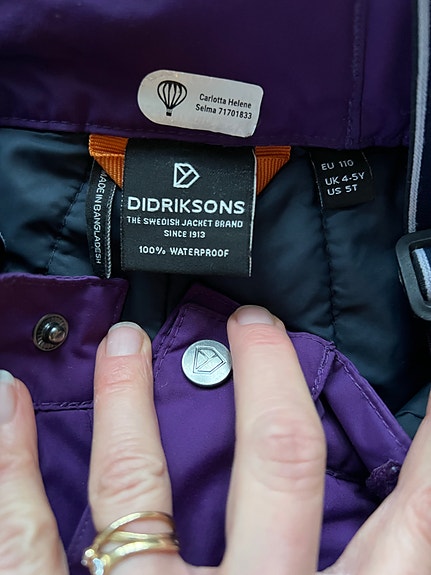 Carlotta Helene
Selma 71701833
DIDRIKSONS
THE SWEDISH JACKET BRAND
SINCE 1913
100% WATERPROOF
MADE IN BANGLADESH
EU 110
UK 4-5Y
US 5T